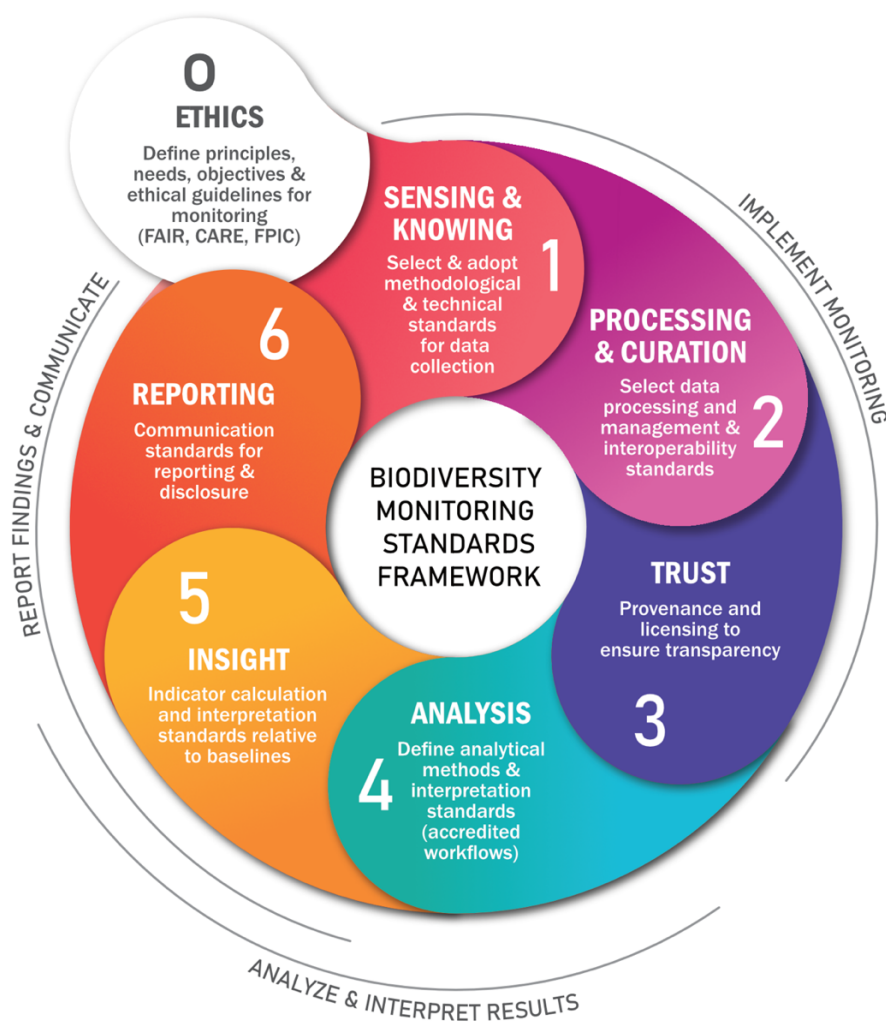 0
ETHICS
Define principles,
needs, objectives &
ethical guidelines for
monitoring
(FAIR, CARE, FPIC)
SENSING &
KNOWING
1
Select & adopt
methodological
& technical
standards
for data
collection
PROCESSING
& CURATION
2
Select data
processing and
management &
interoperability
standards
TRUST
Provenance and
licensing to
ensure transparency
3
ANALYSIS
4
Define analytical
methods &
interpretation
standards
(accredited
workflows)
5
INSIGHT
Indicator calculation
and interpretation
standards relative
to baselines
6
REPORTING
Communication
standards for
reporting &
disclosure
BIODIVERSITY
MONITORING
STANDARDS
FRAMEWORK
IMPLEMENT MONITORING
ANALYZE & INTERPRET RESULTS
REPORT FINDINGS & COMMUNICATE